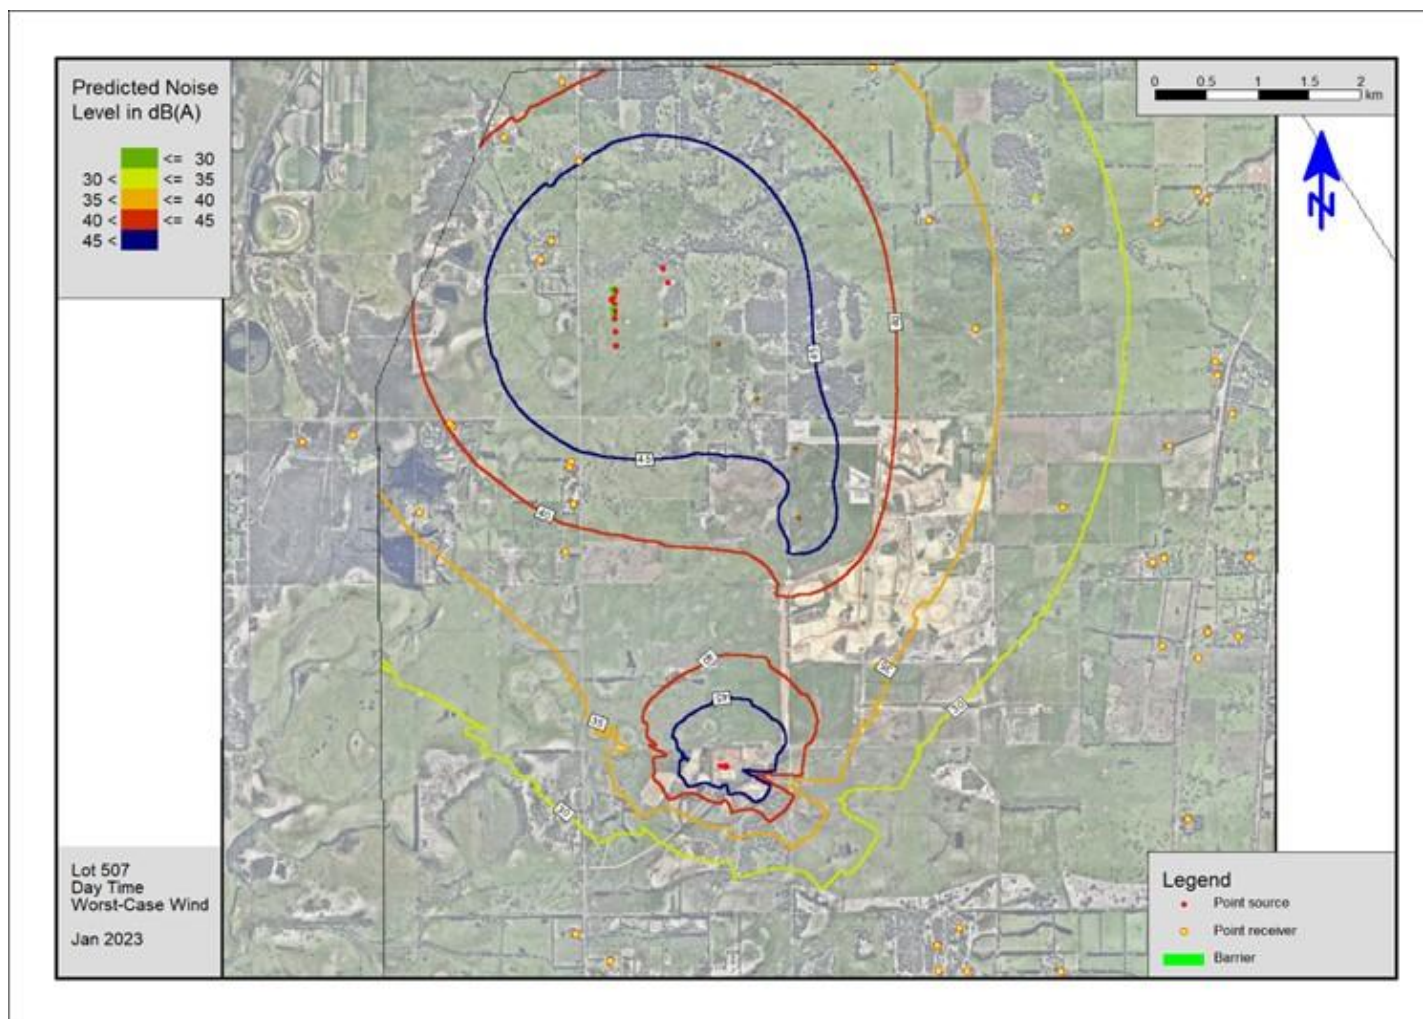 Predicted Noise
Level in dB(A)
<= 30
30 < <= 35
35 < <= 40
40 < <= 45
45 <
0 0.5 1 1.5 2
km
N
40
45
45
40
40
45
35
35
30
30
Lot 507
Day Time
Worst-Case Wind
Jan 2023
Legend
Point source
Point receiver
Barrier